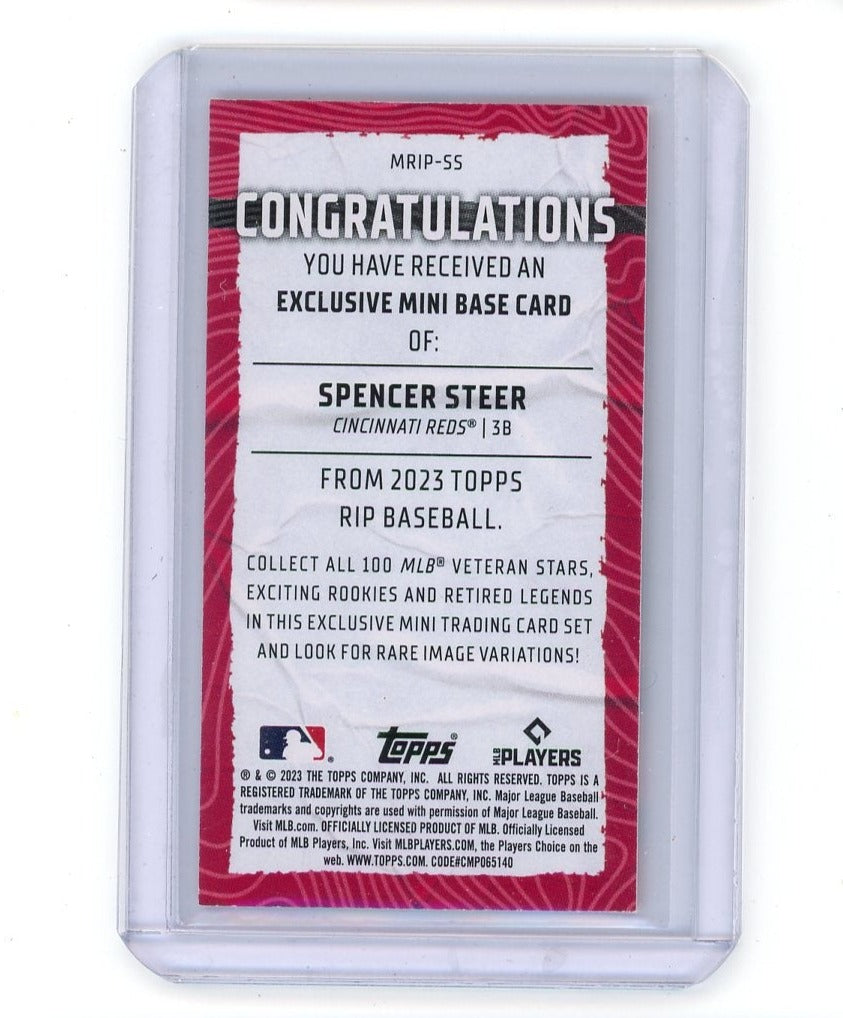 MRIP-SS
CONGRATULATIONS
YOU HAVE RECEIVED AN
EXCLUSIVE MINI BASE CARD
OF:
SPENCER STEER
CINCINNATI REDS® | 3B
FROM 2023 TOPPS
RIP BASEBALL.
COLLECT ALL 100 MLB® VETERAN STARS,
EXCITING ROOKIES AND RETIRED LEGENDS
IN THIS EXCLUSIVE MINI TRADING CARD SET
AND LOOK FOR RARE IMAGE VARIATIONS!
® Topps® MLB PLAYERS
® & © 2023 THE TOPPS COMPANY, INC. ALL RIGHTS RESERVED. TOPPS IS A
REGISTERED TRADEMARK OF THE TOPPS COMPANY, INC. Major League Baseball
trademarks and copyrights are used with permission of Major League Baseball.
Visit MLB.com. OFFICIALLY LICENSED PRODUCT OF MLB. Officially Licensed
Product of MLB Players, Inc. Visit MLBPLAYERS.COM, the Players Choice on the
web. WWW.TOPPS.COM. CODE#CMP065140